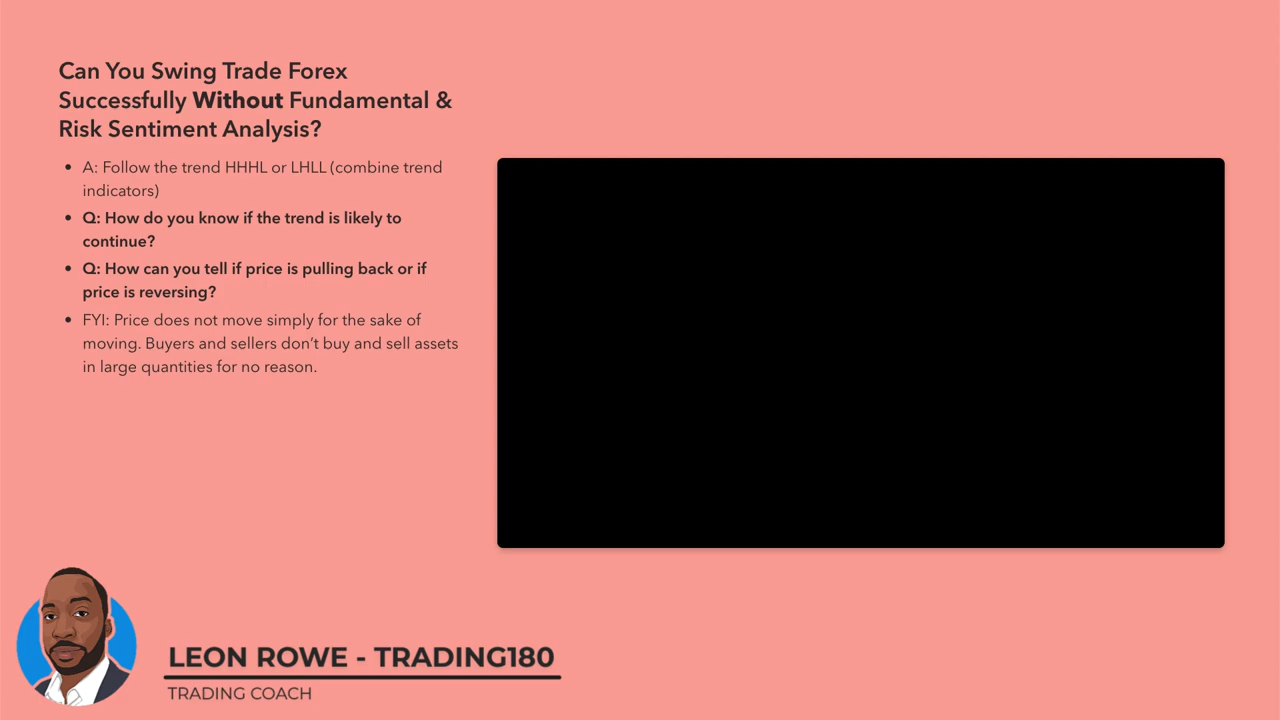 Can You Swing Trade Forex
Successfully Without Fundamental &
Risk Sentiment Analysis?
• A: Follow the trend HHHL or LHLL (combine trend
indicators)
• Q: How do you know if the trend is likely to
continue?
• Q: How can you tell if price is pulling back or if
price is reversing?
• FYI: Price does not move simply for the sake of
moving. Buyers and sellers don’t buy and sell assets
in large quantities for no reason.
LEON ROWE - TRADING180
TRADING COACH